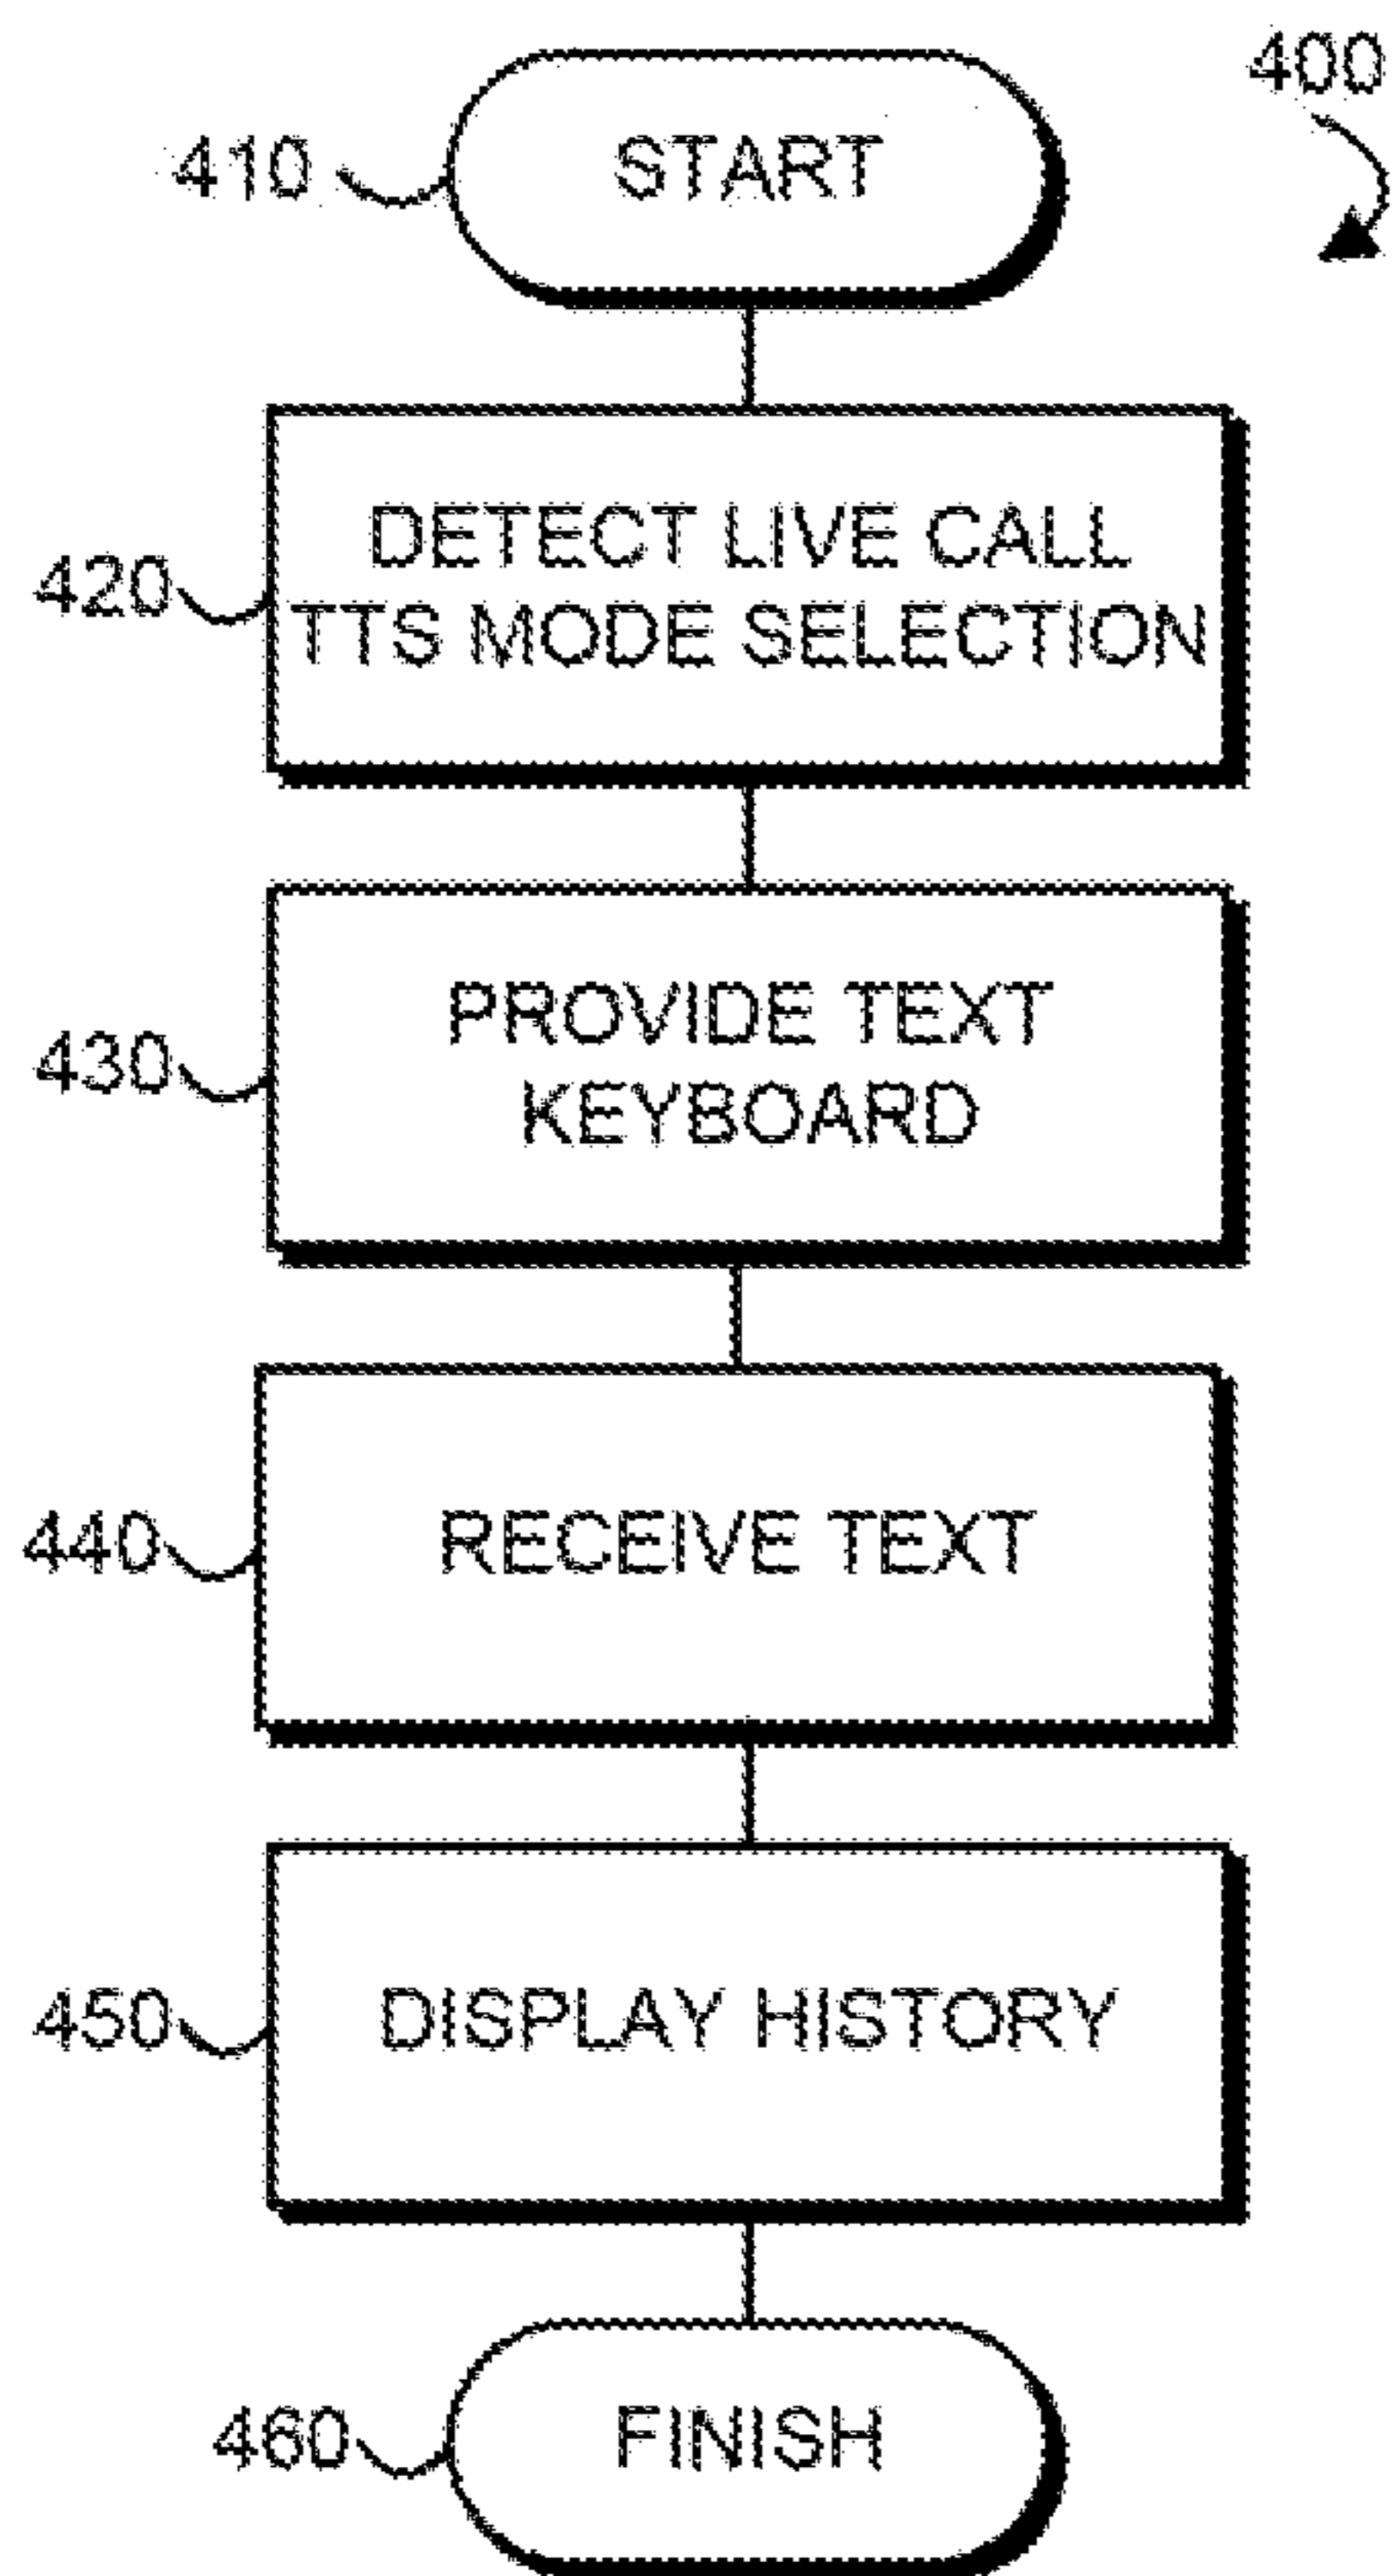 400
410 START
420 DETECT LIVE CALL
TTS MODE SELECTION
430 PROVIDE TEXT
KEYBOARD
440 RECEIVE TEXT
450 DISPLAY HISTORY
460 FINISH